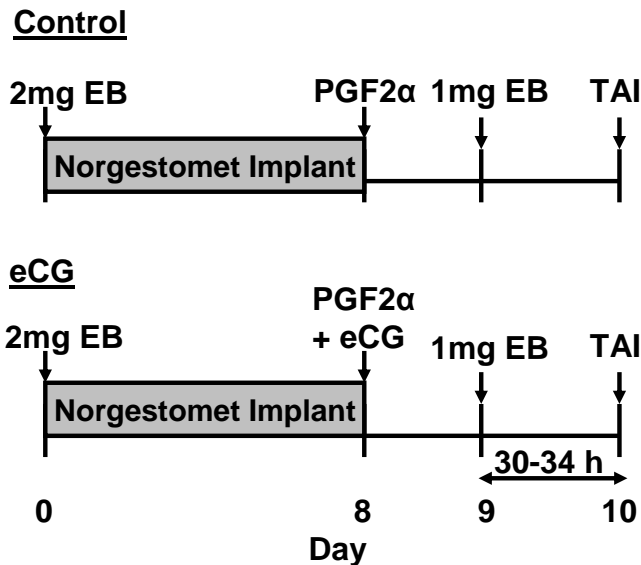 Control
2mg EB PGF2α 1mg EB TAI
Norgestomet Implant
eCG
PGF2α
2mg EB + eCG 1mg EB TAI
Norgestomet Implant
30-34 h
0 8 9 10
Day